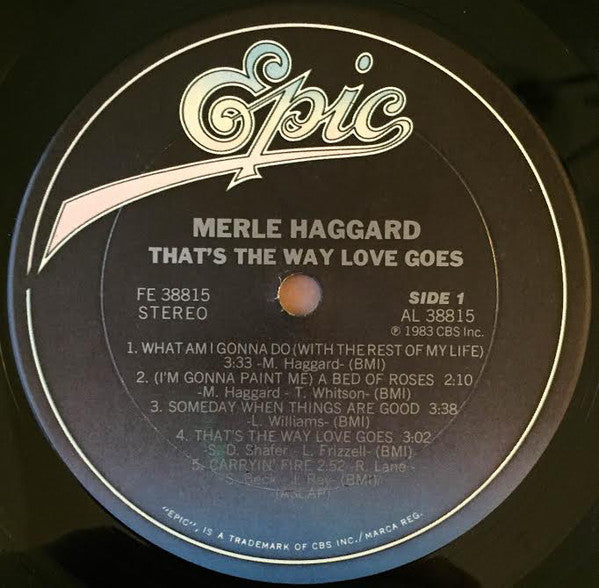 Epic
MERLE HAGGARD
THAT'S THE WAY LOVE GOES
FE 38815
STEREO
SIDE 1
AL 38815
℗ 1983 CBS Inc.
1. WHAT AM I GONNA DO (WITH THE REST OF MY LIFE)
3:33 -M. Haggard- (BMI)
2. (I'M GONNA PAINT ME) A BED OF ROSES 2:10
-M. Haggard - T. Whitson- (BMI)
3. SOMEDAY WHEN THINGS ARE GOOD 3:38
-L. Williams- (BMI)
4. THAT'S THE WAY LOVE GOES 3:02
-S. D. Shafer - L. Frizzell- (BMI)
5. CARRYIN' FIRE 2:52 -R. Lane -
S. Beck - J. Ray- (BMI)
(ASCAP)
"EPIC", IS A TRADEMARK OF CBS INC./MARCA REG.